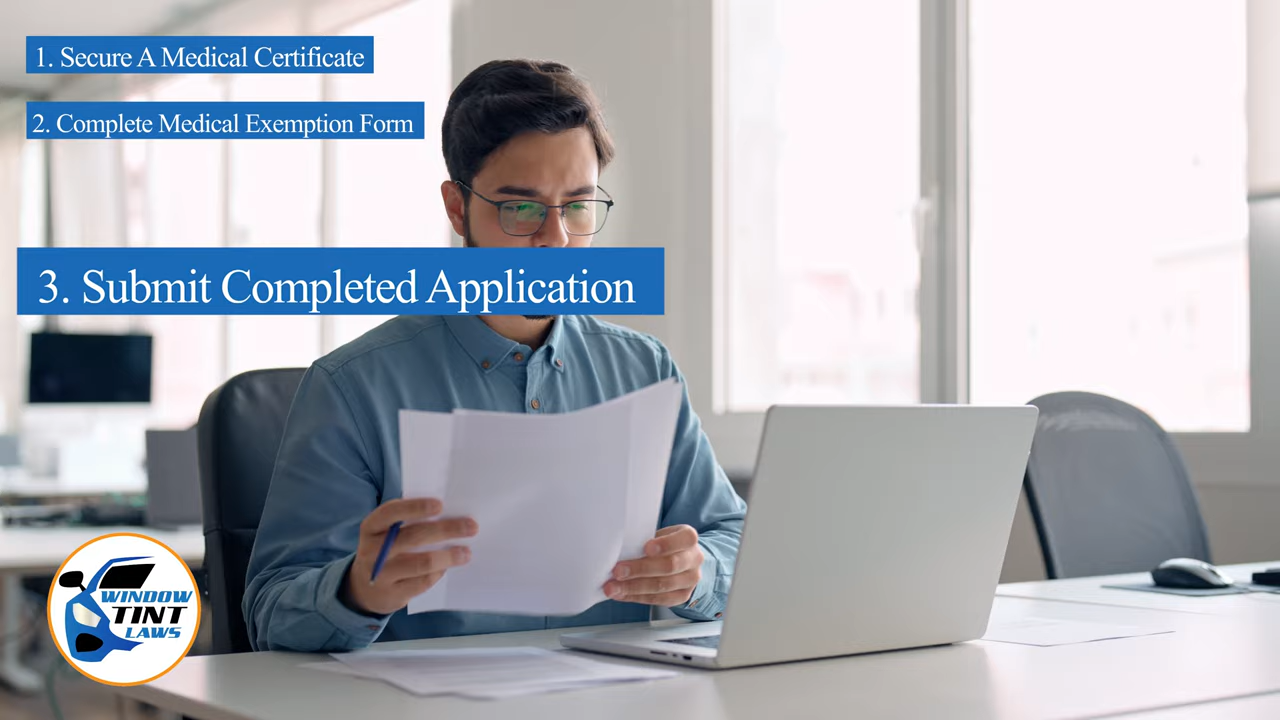 1. Secure A Medical Certificate
2. Complete Medical Exemption Form
3. Submit Completed Application
WINDOW
TINT
LAWS